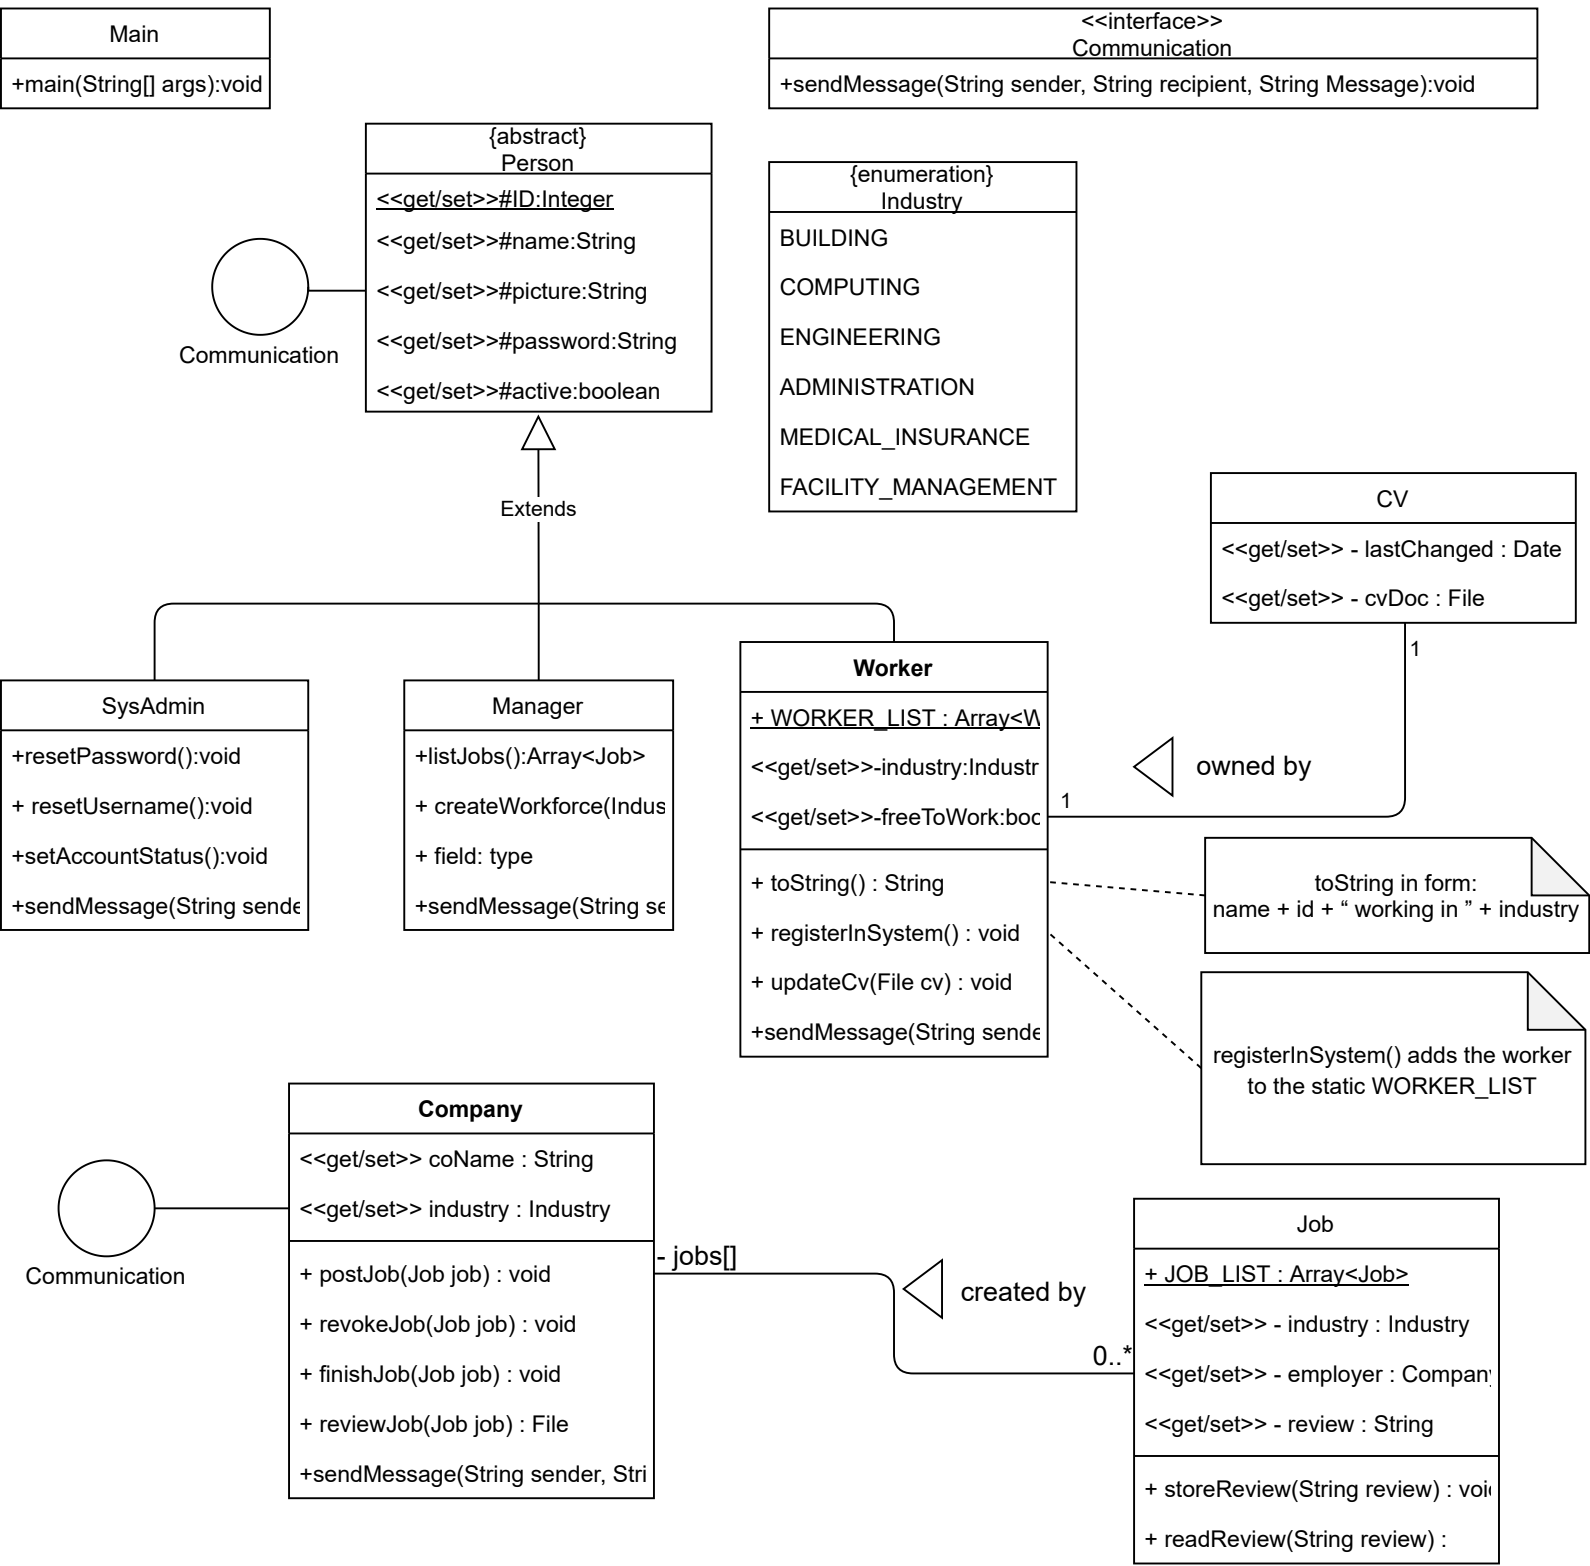 Main
+main(String[] args):void
<<interface>>
Communication
+sendMessage(String sender, String recipient, String Message):void
{abstract}
Person
<<get/set>>#ID:Integer
<<get/set>>#name:String
<<get/set>>#picture:String
<<get/set>>#password:String
<<get/set>>#active:boolean
Communication
{enumeration}
Industry
BUILDING
COMPUTING
ENGINEERING
ADMINISTRATION
MEDICAL_INSURANCE
FACILITY_MANAGEMENT
Extends
CV
<<get/set>> - lastChanged : Date
<<get/set>> - cvDoc : File
1
SysAdmin
+resetPassword():void
+ resetUsername():void
+setAccountStatus():void
+sendMessage(String sende
Manager
+listJobs():Array<Job>
+ createWorkforce(Indus
+ field: type
+sendMessage(String se
Worker
+ WORKER_LIST : Array<W
<<get/set>>-industry:Industr
<<get/set>>-freeToWork:boo
+ toString() : String
+ registerInSystem() : void
+ updateCv(File cv) : void
+sendMessage(String sende
owned by
1
toString in form:
name + id + “ working in ” + industry
registerInSystem() adds the worker
to the static WORKER_LIST
Company
<<get/set>> coName : String
<<get/set>> industry : Industry
+ postJob(Job job) : void
+ revokeJob(Job job) : void
+ finishJob(Job job) : void
+ reviewJob(Job job) : File
+sendMessage(String sender, Stri
Communication
- jobs[]
created by
0..*
Job
+ JOB_LIST : Array<Job>
<<get/set>> - industry : Industry
<<get/set>> - employer : Company
<<get/set>> - review : String
+ storeReview(String review) : void
+ readReview(String review) :